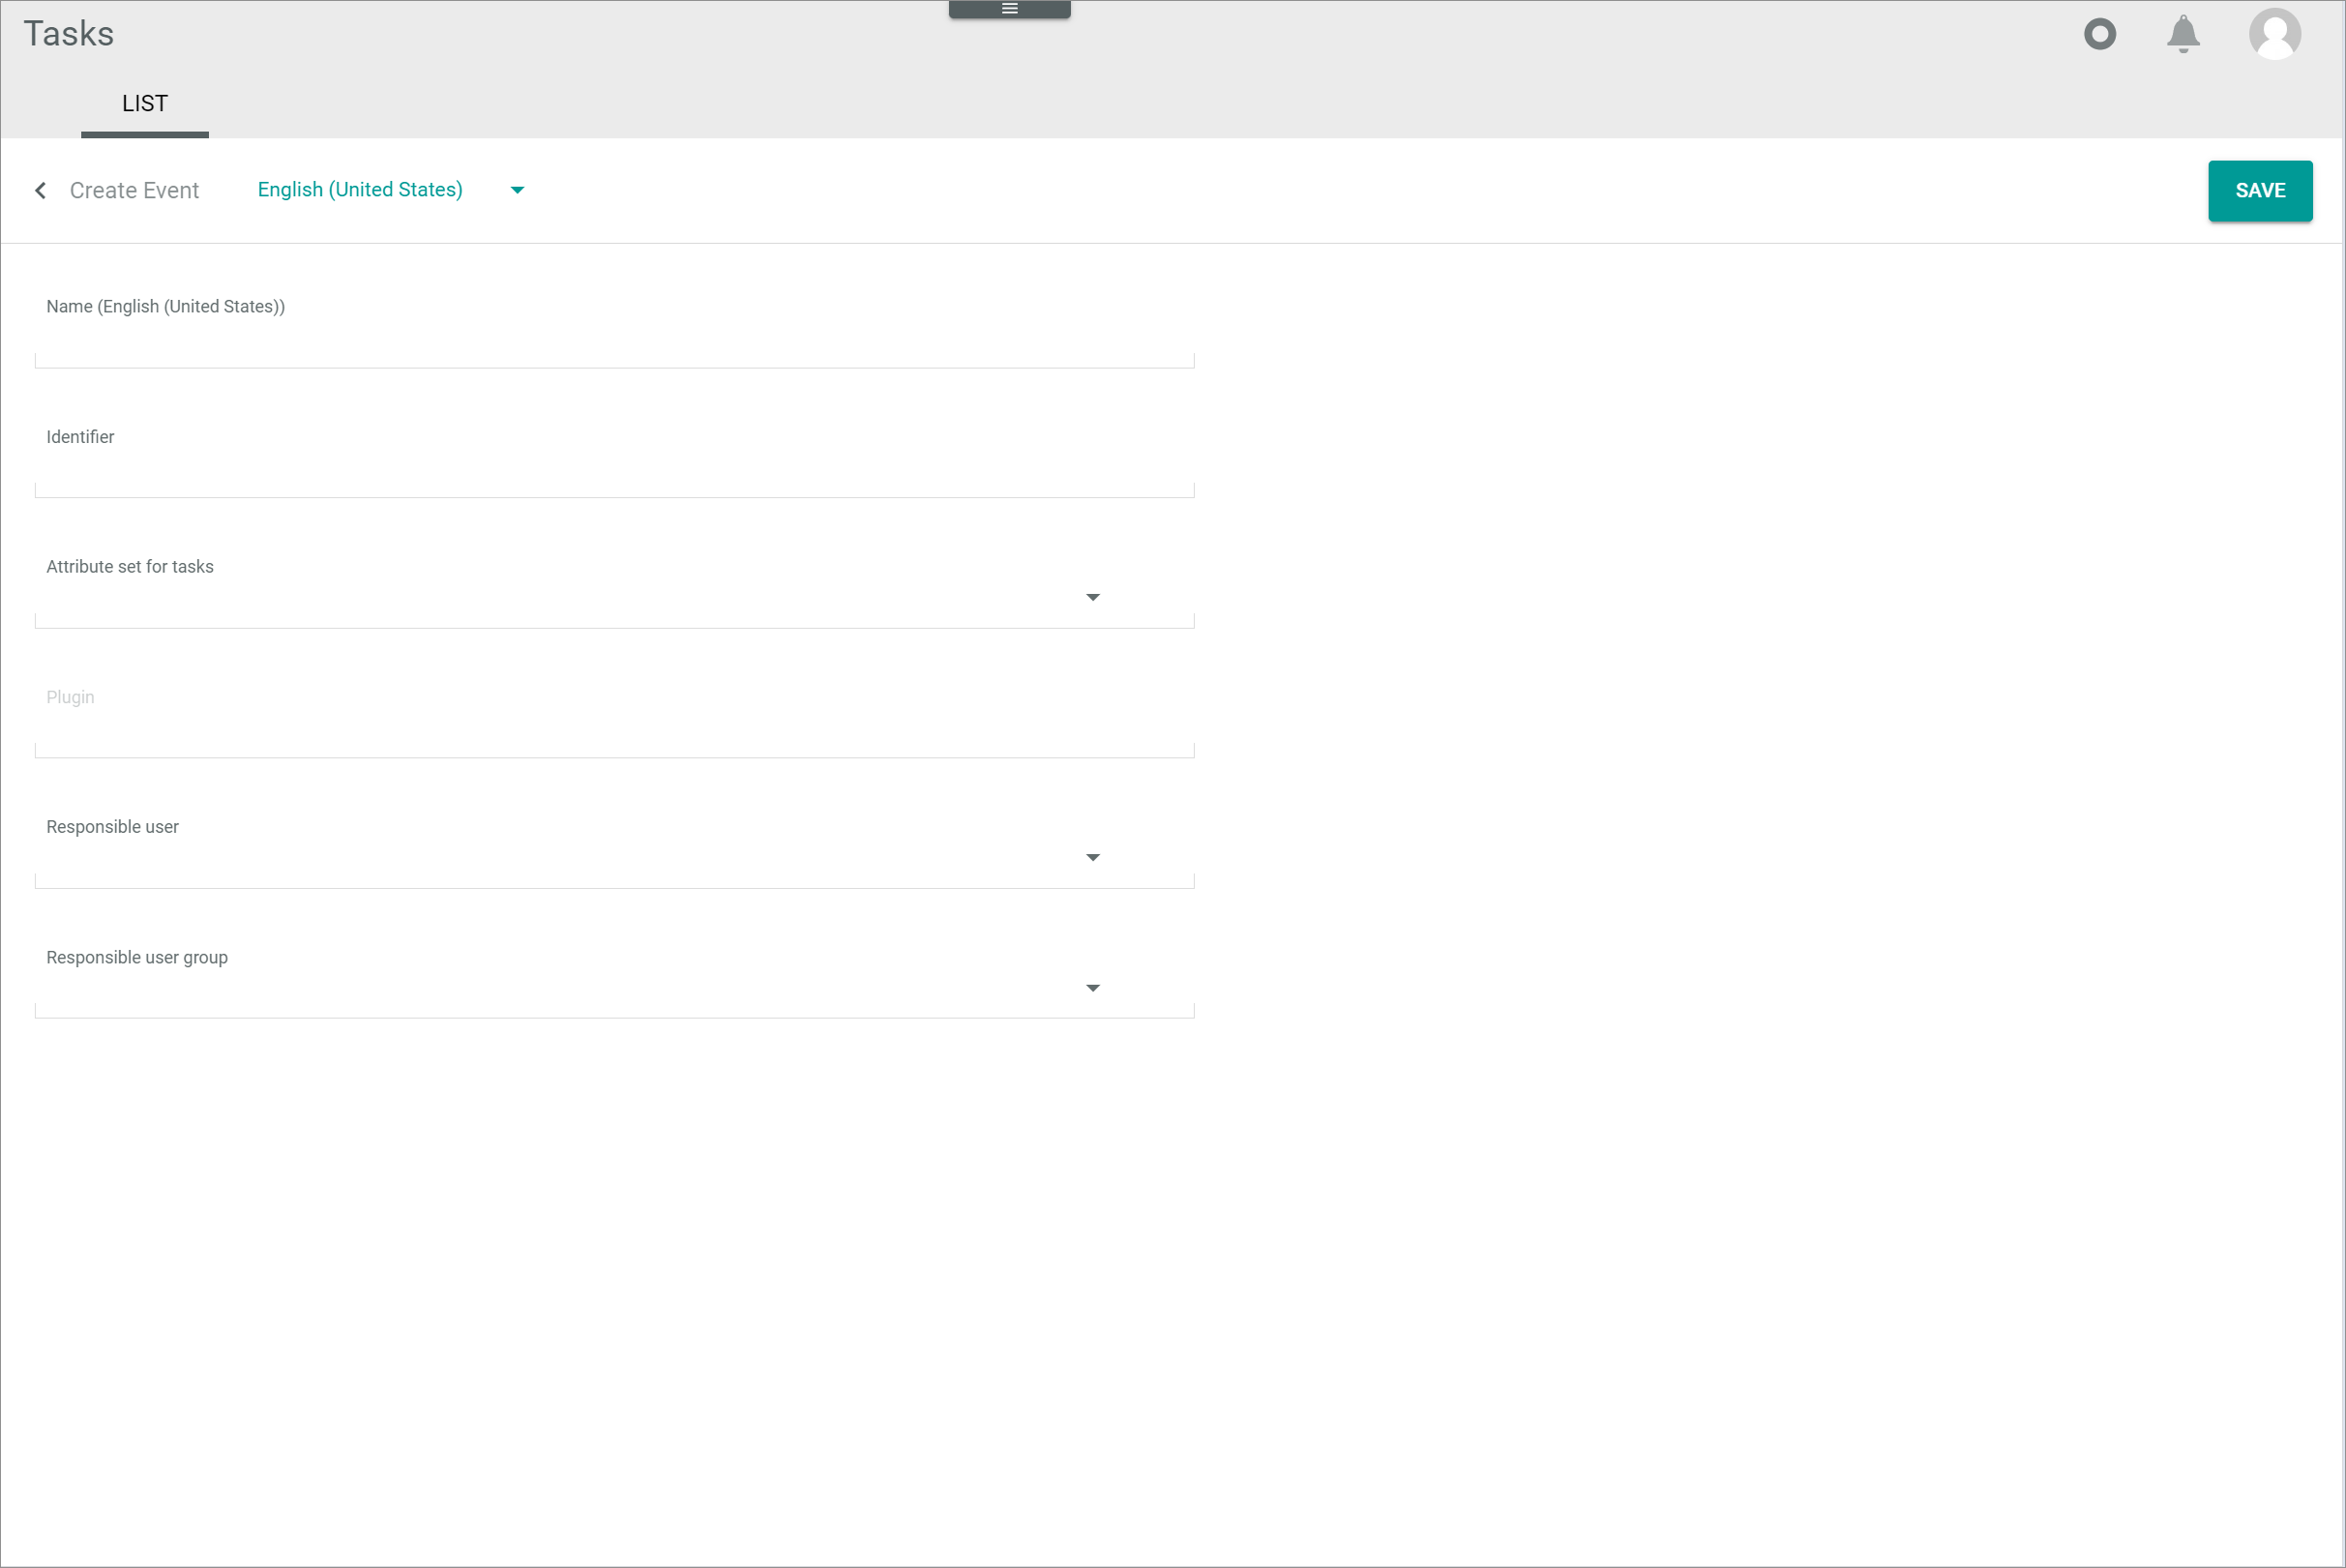 Tasks
LIST
Create Event
English (United States)
SAVE
Name (English (United States))
Identifier
Attribute set for tasks
Plugin
Responsible user
Responsible user group